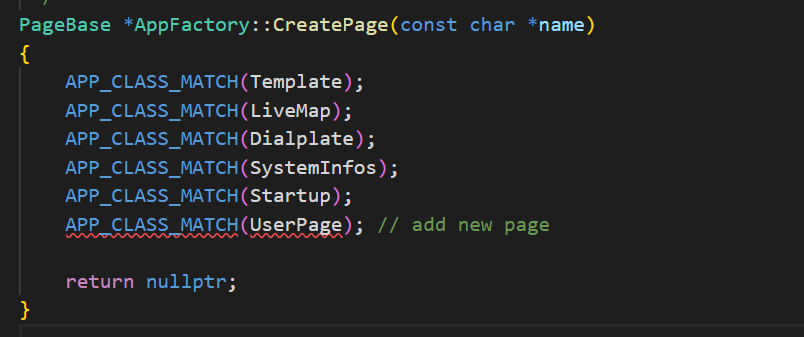 PageBase *AppFactory::CreatePage(const char *name)
{
    APP_CLASS_MATCH(Template);
    APP_CLASS_MATCH(LiveMap);
    APP_CLASS_MATCH(Dialplate);
    APP_CLASS_MATCH(SystemInfos);
    APP_CLASS_MATCH(Startup);
    APP_CLASS_MATCH(UserPage); // add new page

    return nullptr;
}